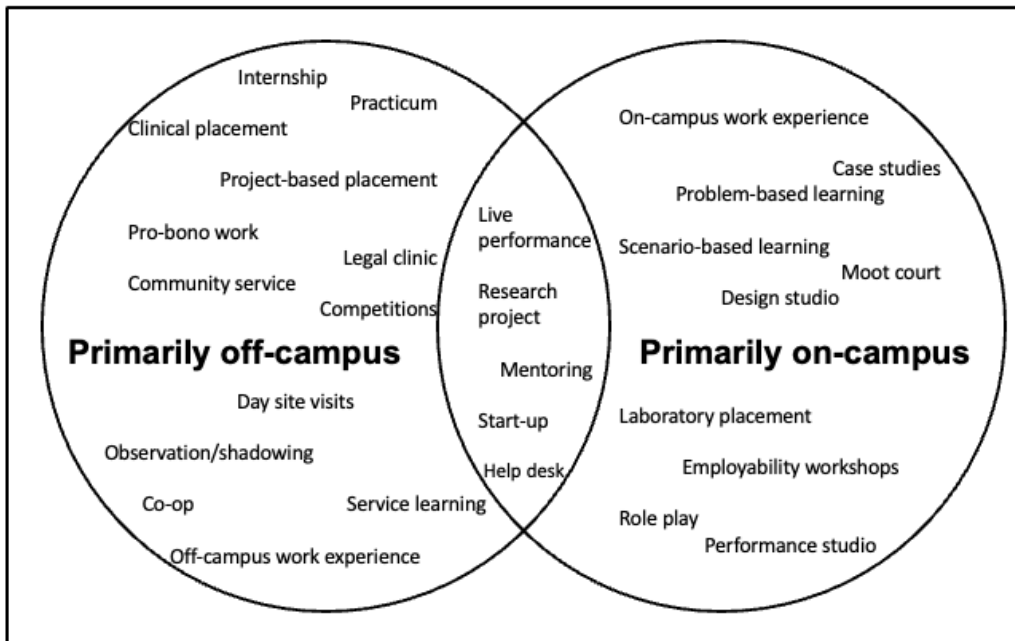 Internship
Practicum
Clinical placement
Project-based placement
Pro-bono work
Legal clinic
Community service
Competitions
Primarily off-campus
Day site visits
Observation/shadowing
Co-op
Service learning
Off-campus work experience
Live
performance
Research
project
Mentoring
Start-up
Help desk
On-campus work experience
Case studies
Problem-based learning
Scenario-based learning
Moot court
Design studio
Primarily on-campus
Laboratory placement
Employability workshops
Role play
Performance studio